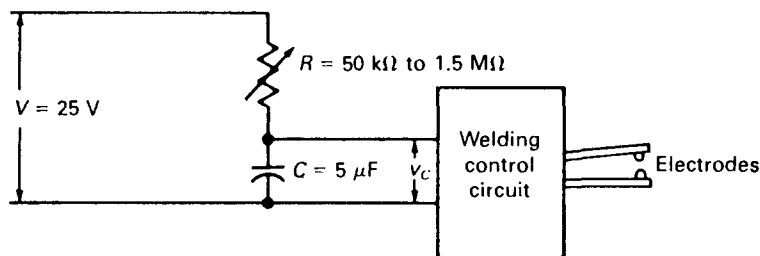 R = 50 kΩ to 1.5 MΩ
V = 25 V
C = 5 μF
v_C
Welding
control
circuit
Electrodes